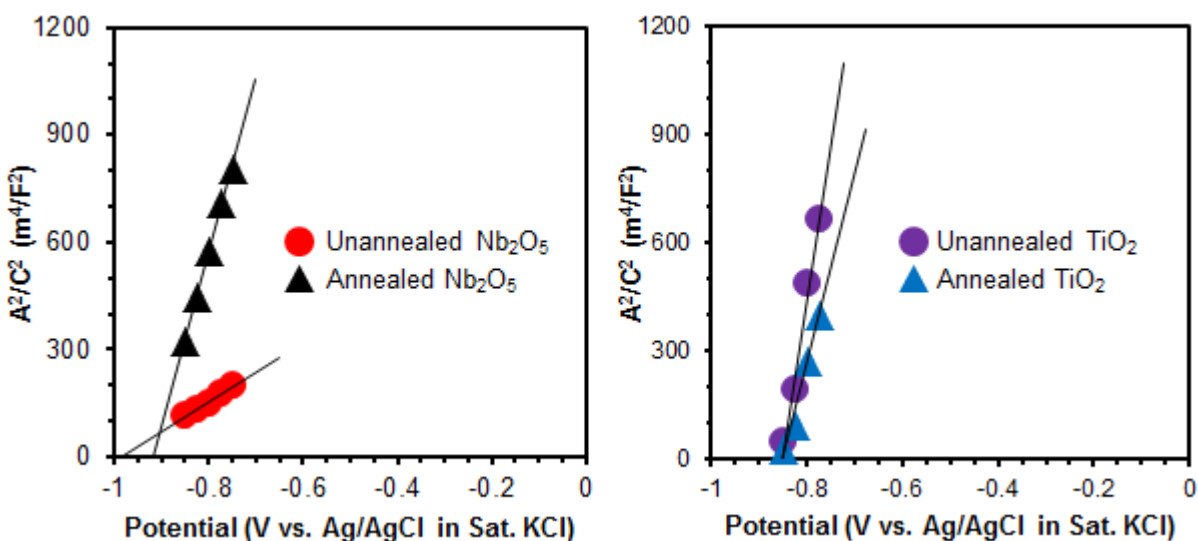 1200
900
600
300
0
A²/C² (m⁴/F²)
Unannealed Nb₂O₅
Annealed Nb₂O₅
-1 -0.8 -0.6 -0.4 -0.2 0
Potential (V vs. Ag/AgCl in Sat. KCl)
1200
900
600
300
0
A²/C² (m⁴/F²)
Unannealed TiO₂
Annealed TiO₂
-1 -0.8 -0.6 -0.4 -0.2 0
Potential (V vs. Ag/AgCl in Sat. KCl)